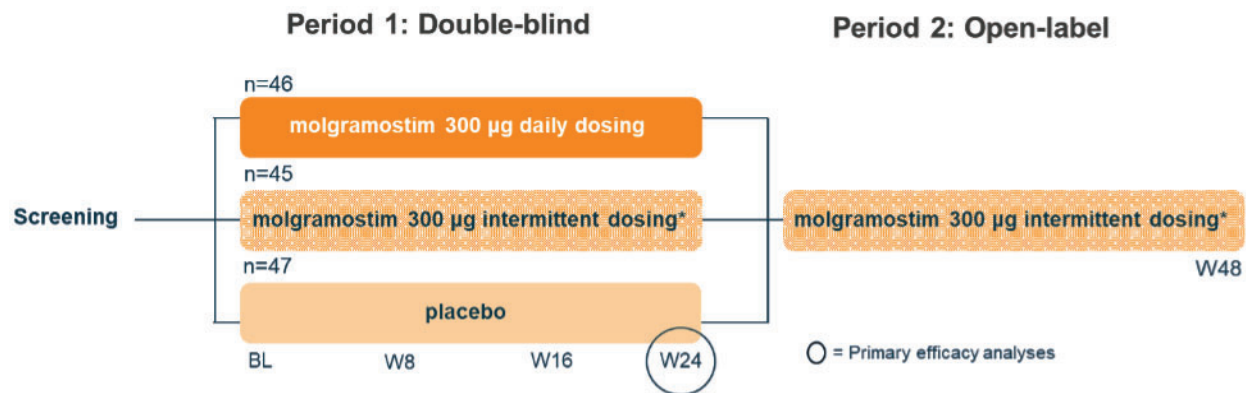 Period 1: Double-blind
Period 2: Open-label
n=46
molgramostim 300 µg daily dosing
n=45
Screening
molgramostim 300 µg intermittent dosing*
molgramostim 300 µg intermittent dosing*
W48
n=47
placebo
BL
W8
W16
W24
= Primary efficacy analyses